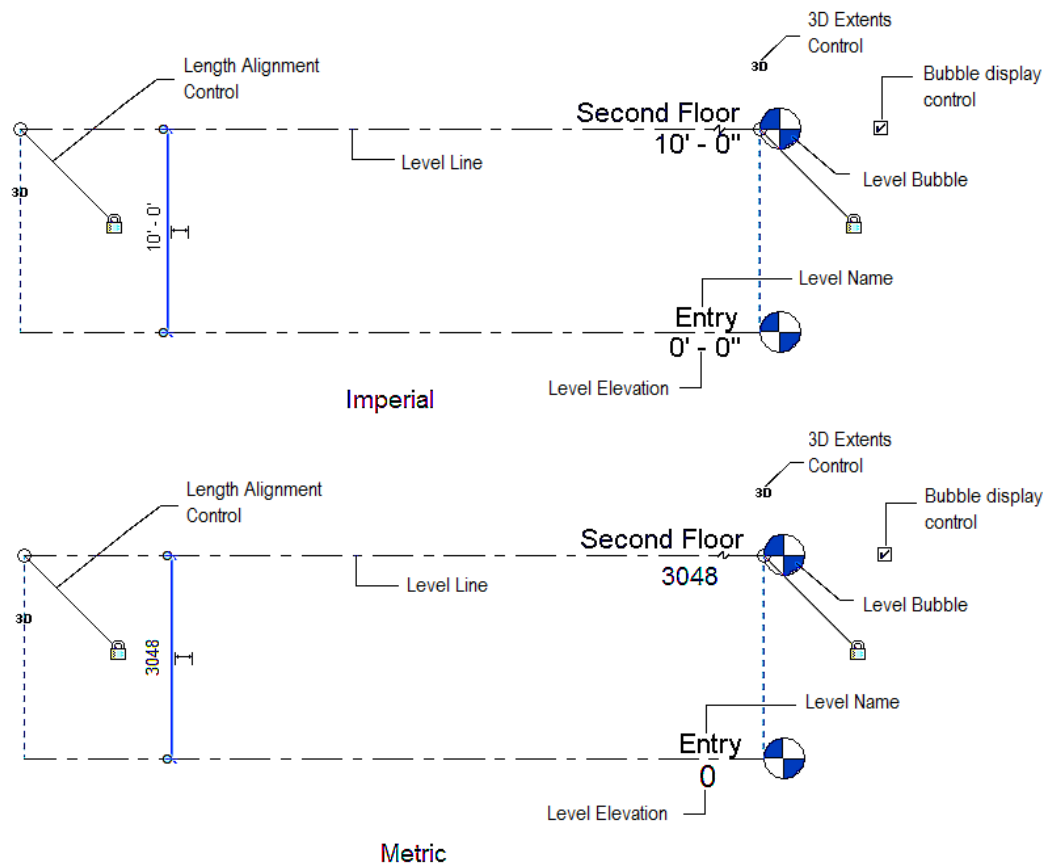 3D Extents
Control
3D
Length Alignment
Control
Bubble display
control
Second Floor
10' - 0"
Level Line
Level Bubble
3D
10' - 0'
Level Name
Entry
0' - 0"
Level Elevation
Imperial
3D Extents
Control
3D
Length Alignment
Control
Bubble display
control
Second Floor
3048
Level Line
Level Bubble
3D
3048
Level Name
Entry
0
Level Elevation
Metric